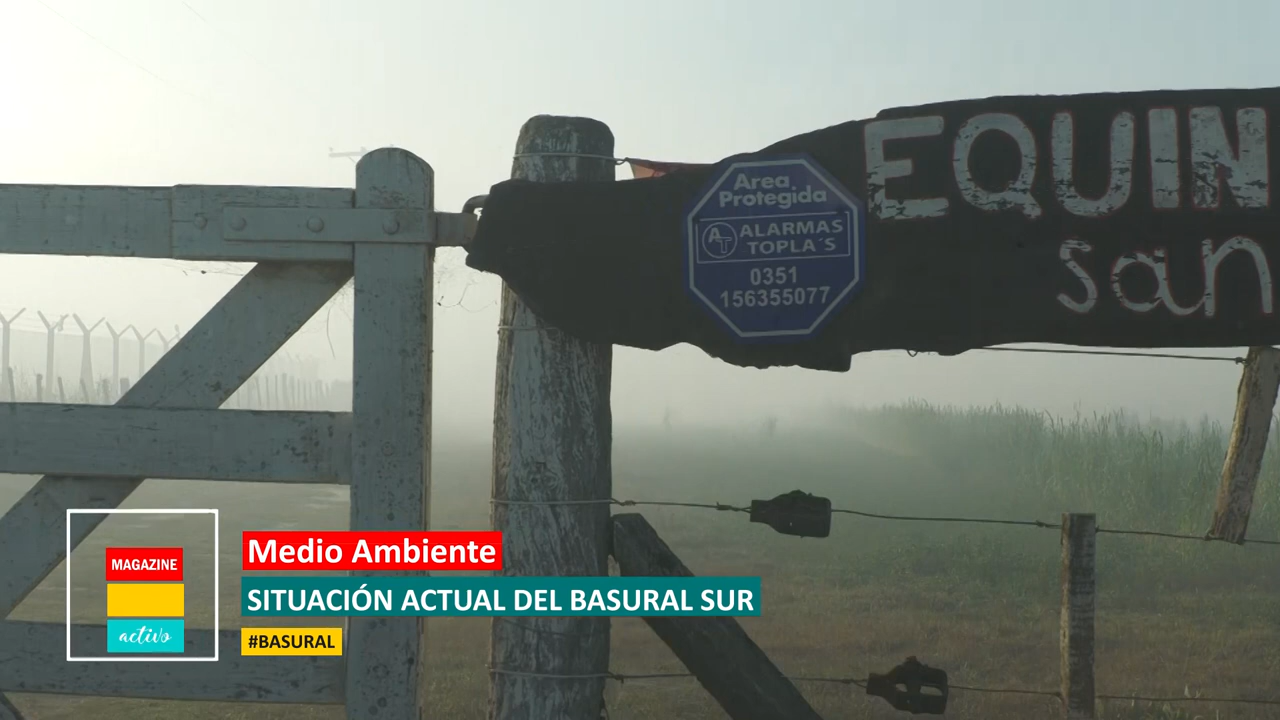 EQUIN
san
Area
Protegida
AT ALARMAS
TOPLA´S
0351
156355077
Medio Ambiente
SITUACIÓN ACTUAL DEL BASURAL SUR
#BASURAL
MAGAZINE
activo